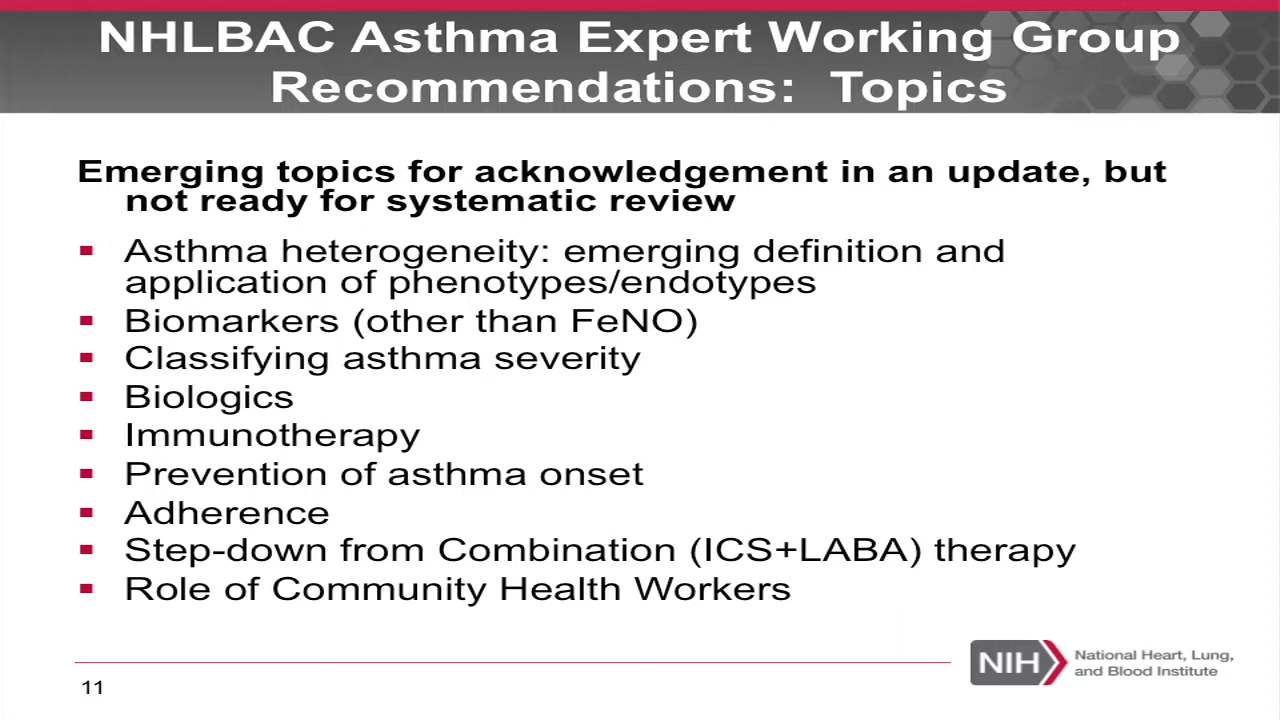 NHLBAC Asthma Expert Working Group
Recommendations: Topics
Emerging topics for acknowledgement in an update, but
not ready for systematic review
▪ Asthma heterogeneity: emerging definition and
application of phenotypes/endotypes
▪ Biomarkers (other than FeNO)
▪ Classifying asthma severity
▪ Biologics
▪ Immunotherapy
▪ Prevention of asthma onset
▪ Adherence
▪ Step-down from Combination (ICS+LABA) therapy
▪ Role of Community Health Workers
NIH National Heart, Lung,
and Blood Institute
11